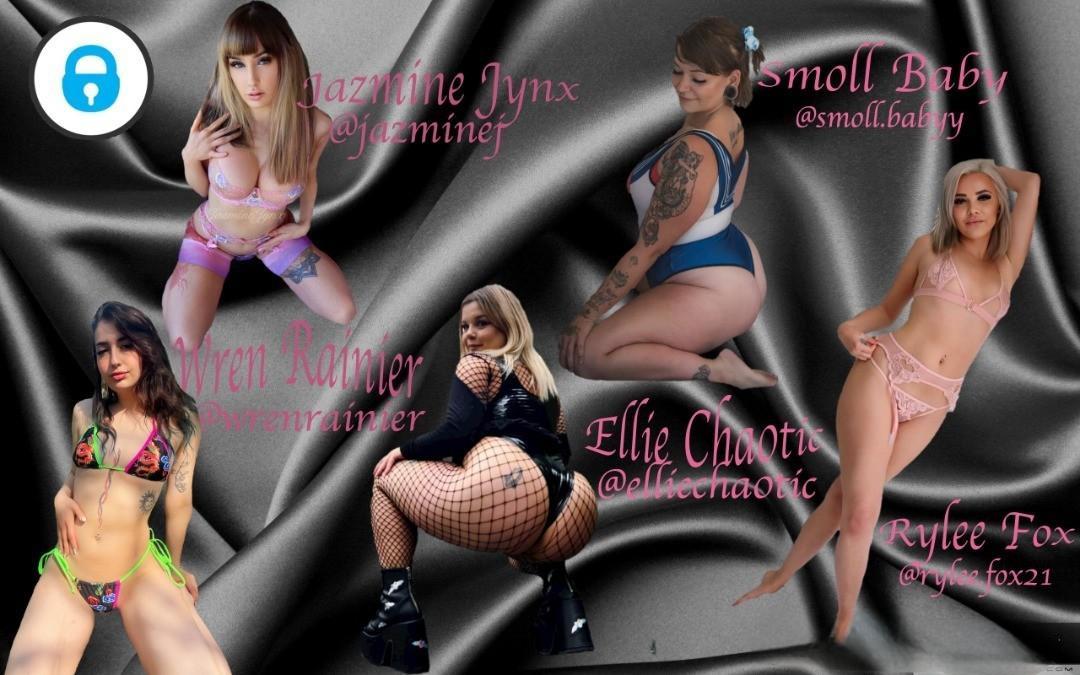 Jazmine Jynx
@jazminej
Smoll Baby
@smoll.babyy
Wren Rainier
@wrenrainier
Ellie Chaotic
@elliechaotic
Rylee Fox
@rylee.fox21